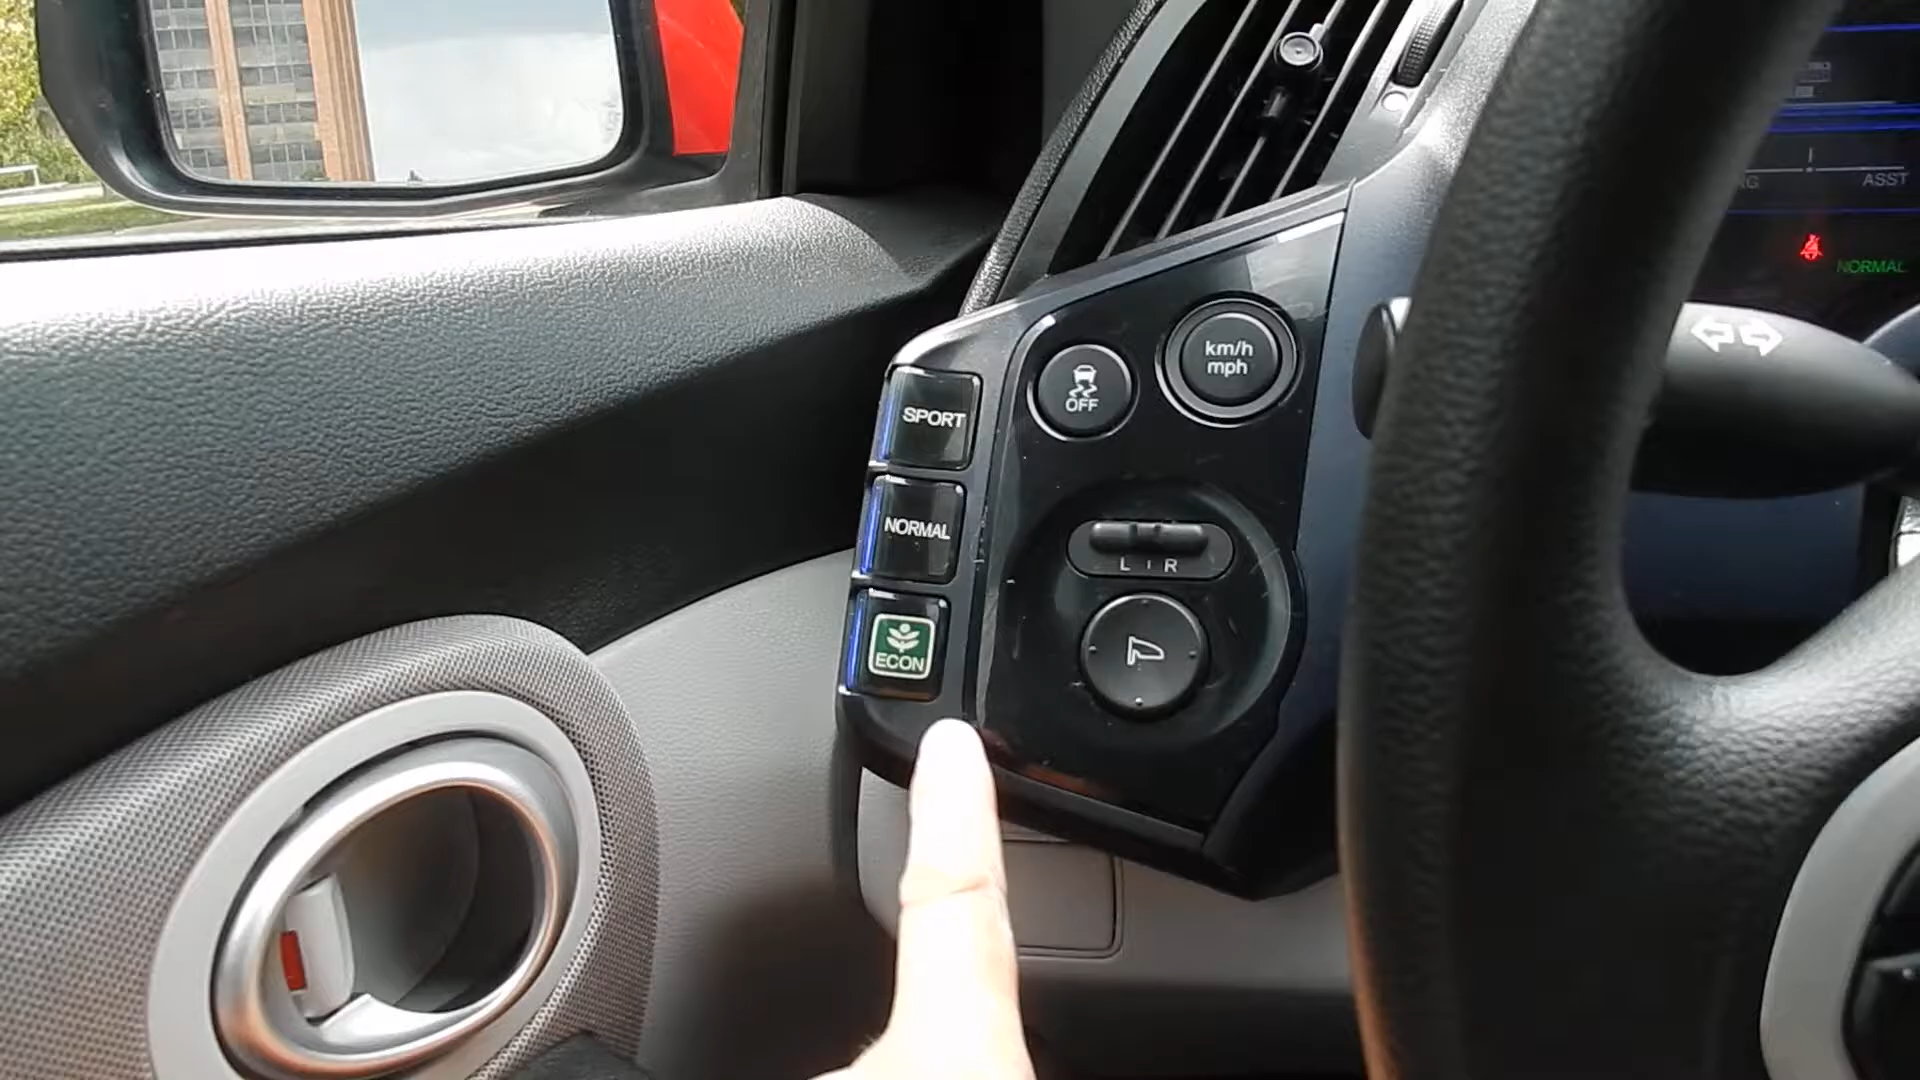 SPORT
NORMAL
ECON
OFF
km/h
mph
L R
ASST
NORMAL